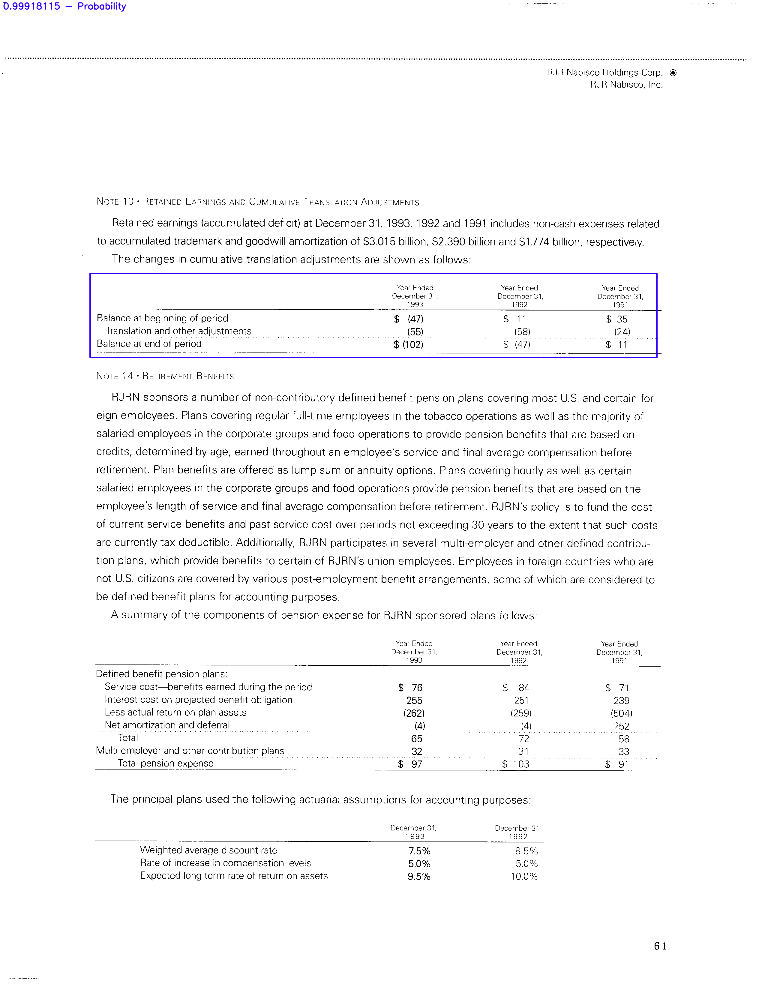 0.99918115 — Probability
RJR Nabisco Holdings Corp.
RJR Nabisco, Inc.
NOTE 13 • RETAINED EARNINGS AND CUMULATIVE TRANSLATION ADJUSTMENTS
Retained earnings (accumulated deficit) at December 31, 1993, 1992 and 1991 includes non-cash expenses related
to accumulated trademark and goodwill amortization of $3.015 billion, $2.390 billion and $1.774 billion, respectively.
The changes in cumulative translation adjustments are shown as follows:
Year Ended Year Ended Year Ended
December 31, December 31, December 31,
1993 1992 1991
Balance at beginning of period $ (47) $ 11 $ 35
Translation and other adjustments (55) (58) (24)
Balance at end of period $ (102) $ (47) $ 11
NOTE 14 • RETIREMENT BENEFITS
RJRN sponsors a number of non-contributory defined benefit pension plans covering most U.S. and certain for
eign employees. Plans covering regular full-time employees in the tobacco operations as well as the majority of
salaried employees in the corporate groups and food operations to provide pension benefits that are based on
credits, determined by age, earned throughout an employee's service and final average compensation before
retirement. Plan benefits are offered as lump sum or annuity options. Plans covering hourly as well as certain
salaried employees in the corporate groups and food operations provide pension benefits that are based on the
employee's length of service and final average compensation before retirement. RJRN's policy is to fund the cost
of current service benefits and past service cost over periods not exceeding 30 years to the extent that such costs
are currently tax deductible. Additionally, RJRN participates in several multi-employer and other defined contribu-
tion plans, which provide benefits to certain of RJRN's union employees. Employees in foreign countries who are
not U.S. citizens are covered by various post-employment benefit arrangements, some of which are considered to
be defined benefit plans for accounting purposes.
A summary of the components of pension expense for RJRN sponsored plans follows:
Year Ended Year Ended Year Ended
December 31, December 31, December 31,
1993 1992 1991
Defined benefit pension plans:
Service cost—benefits earned during the period $ 76 $ 84 $ 71
Interest cost on projected benefit obligation 255 251 239
Less actual return on plan assets (262) (259) (504)
Net amortization and deferral (4) (4) 252
Total 65 72 58
Multi-employer and other contribution plans 32 31 33
Total pension expense $ 97 $ 103 $ 91
The principal plans used the following actuarial assumptions for accounting purposes:
December 31, December 31,
1993 1992
Weighted average discount rate 7.5% 8.5%
Rate of increase in compensation levels 5.0% 5.0%
Expected long term rate of return on assets 9.5% 10.0%
61